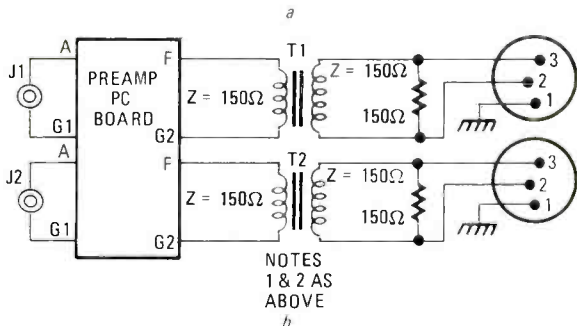 a
A
F
T1
J1
PREAMP
PC
BOARD
Z = 150Ω
Z = 150Ω
150Ω
3
2
1
G1
G2
A
F
T2
J2
Z = 150Ω
Z = 150Ω
150Ω
3
2
1
G1
G2
NOTES
1 & 2 AS
ABOVE
b